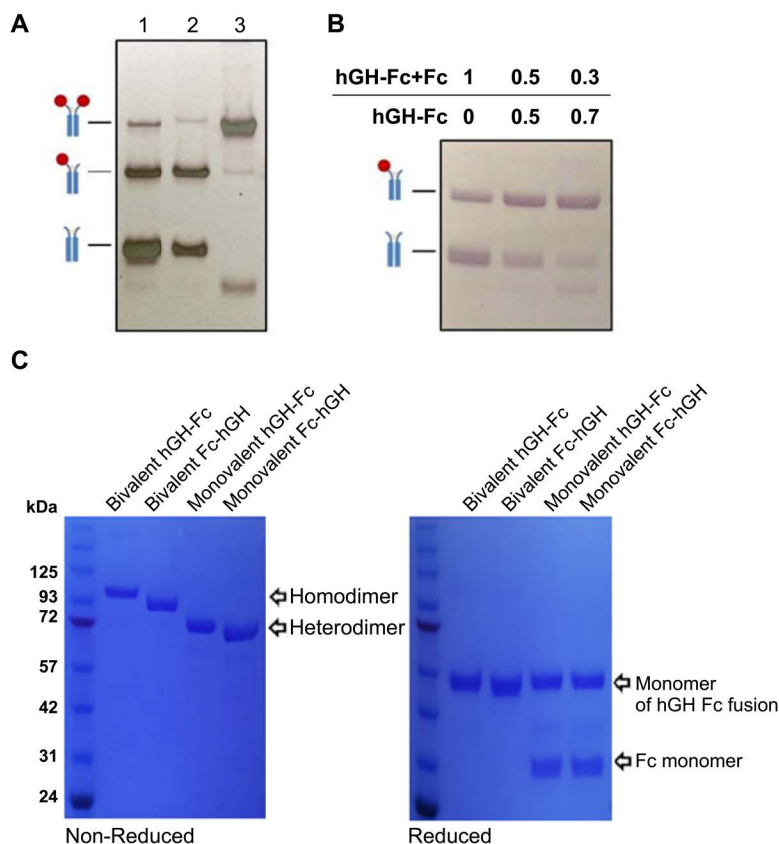 A
1 2 3
B
hGH-Fc+Fc 1 0.5 0.3
hGH-Fc 0 0.5 0.7
C
Bivalent hGH-Fc
Bivalent Fc-hGH
Monovalent hGH-Fc
Monovalent Fc-hGH
kDa
125
93
72
57
42
31
24
Homodimer
Heterodimer
Non-Reduced
Bivalent hGH-Fc
Bivalent Fc-hGH
Monovalent hGH-Fc
Monovalent Fc-hGH
Monomer
of hGH Fc fusion
Fc monomer
Reduced